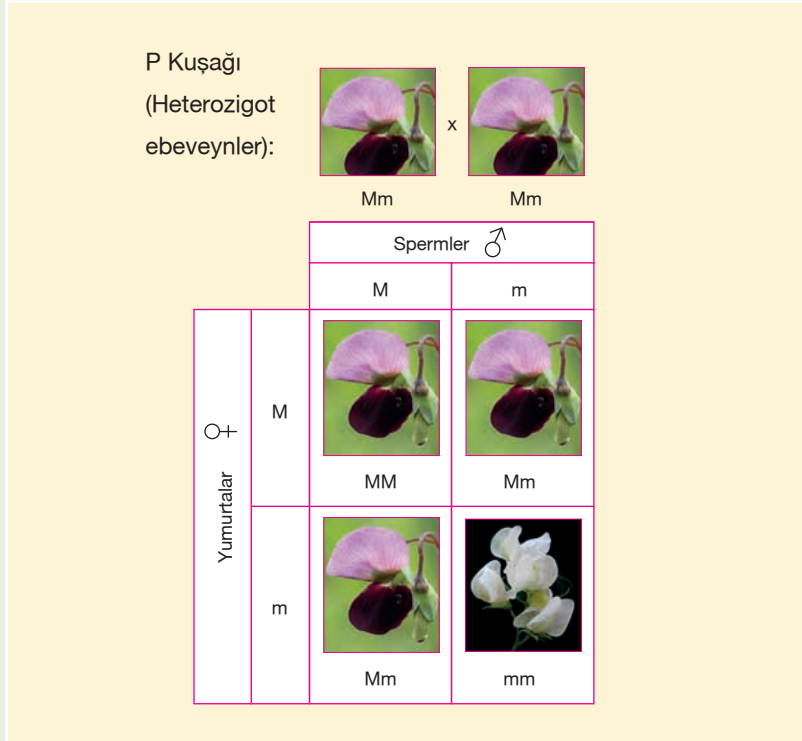 P Kuşağı
(Heterozigot
ebeveynler):
x
Mm
Mm
Spermler ♂
M
m
♀ Yumurtalar
M
MM
Mm
m
Mm
mm